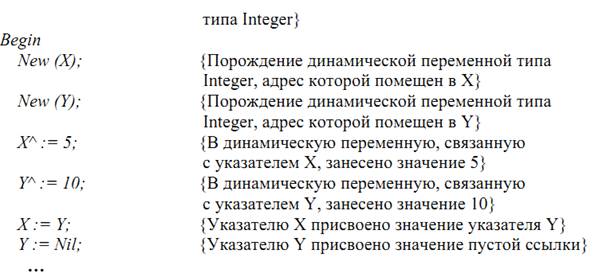 типа Integer}
Begin
New (X); {Порождение динамической переменной типа
Integer, адрес которой помещен в X}
New (Y); {Порождение динамической переменной типа
Integer, адрес которой помещен в Y}
X^ := 5; {В динамическую переменную, связанную
с указателем X, занесено значение 5}
Y^ := 10; {В динамическую переменную, связанную
с указателем Y, занесено значение 10}
X := Y; {Указателю X присвоено значение указателя Y}
Y := Nil; {Указателю Y присвоено значение пустой ссылки}
...